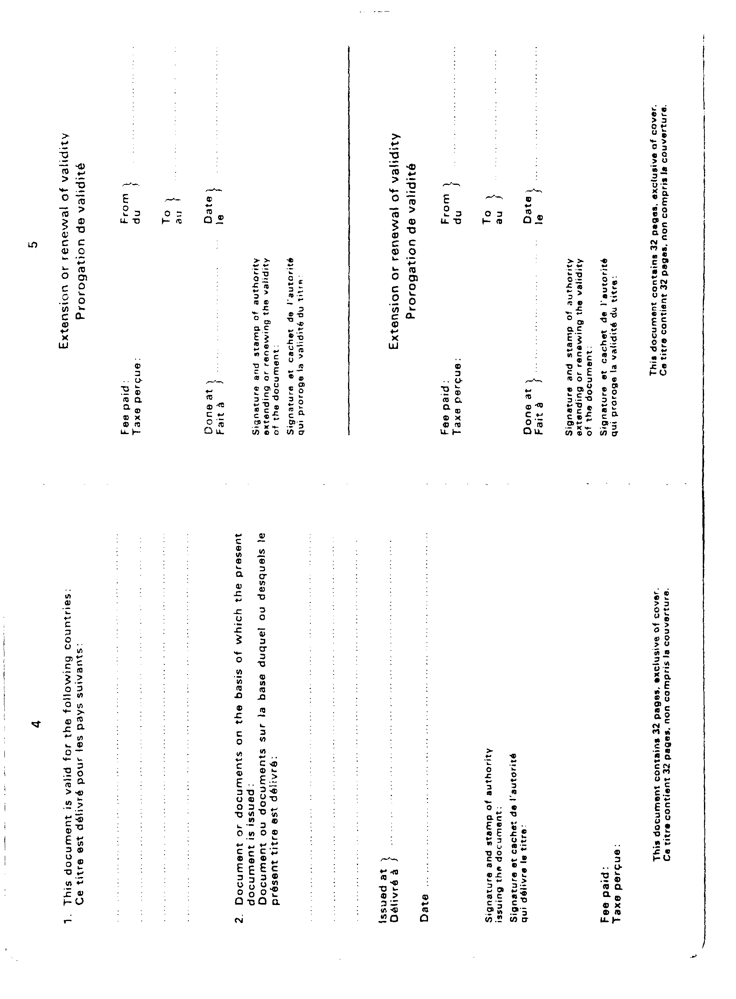 4
1. This document is valid for the following countries:
Ce titre est délivré pour les pays suivants:
2. Document or documents on the basis of which the present
document is issued:
Document ou documents sur la base duquel ou desquels le
présent titre est délivré:
Issued at }
Délivré à }
Date
Signature and stamp of authority
issuing the document:
Signature et cachet de l'autorité
qui délivre le titre:
Fee paid:
Taxe perçue:
This document contains 32 pages, exclusive of cover.
Ce titre contient 32 pages, non compris la couverture.
5
Extension or renewal of validity
Prorogation de validité
Fee paid: From }
Taxe perçue: du }
To }
au }
Done at } Date }
Fait à } le }
Signature and stamp of authority
extending or renewing the validity
of the document:
Signature et cachet de l'autorité
qui proroge la validité du titre:
Extension or renewal of validity
Prorogation de validité
Fee paid: From }
Taxe perçue: du }
To }
au }
Done at } Date }
Fait à } le }
Signature and stamp of authority
extending or renewing the validity
of the document:
Signature et cachet de l'autorité
qui proroge la validité du titre:
This document contains 32 pages, exclusive of cover.
Ce titre contient 32 pages, non compris la couverture.